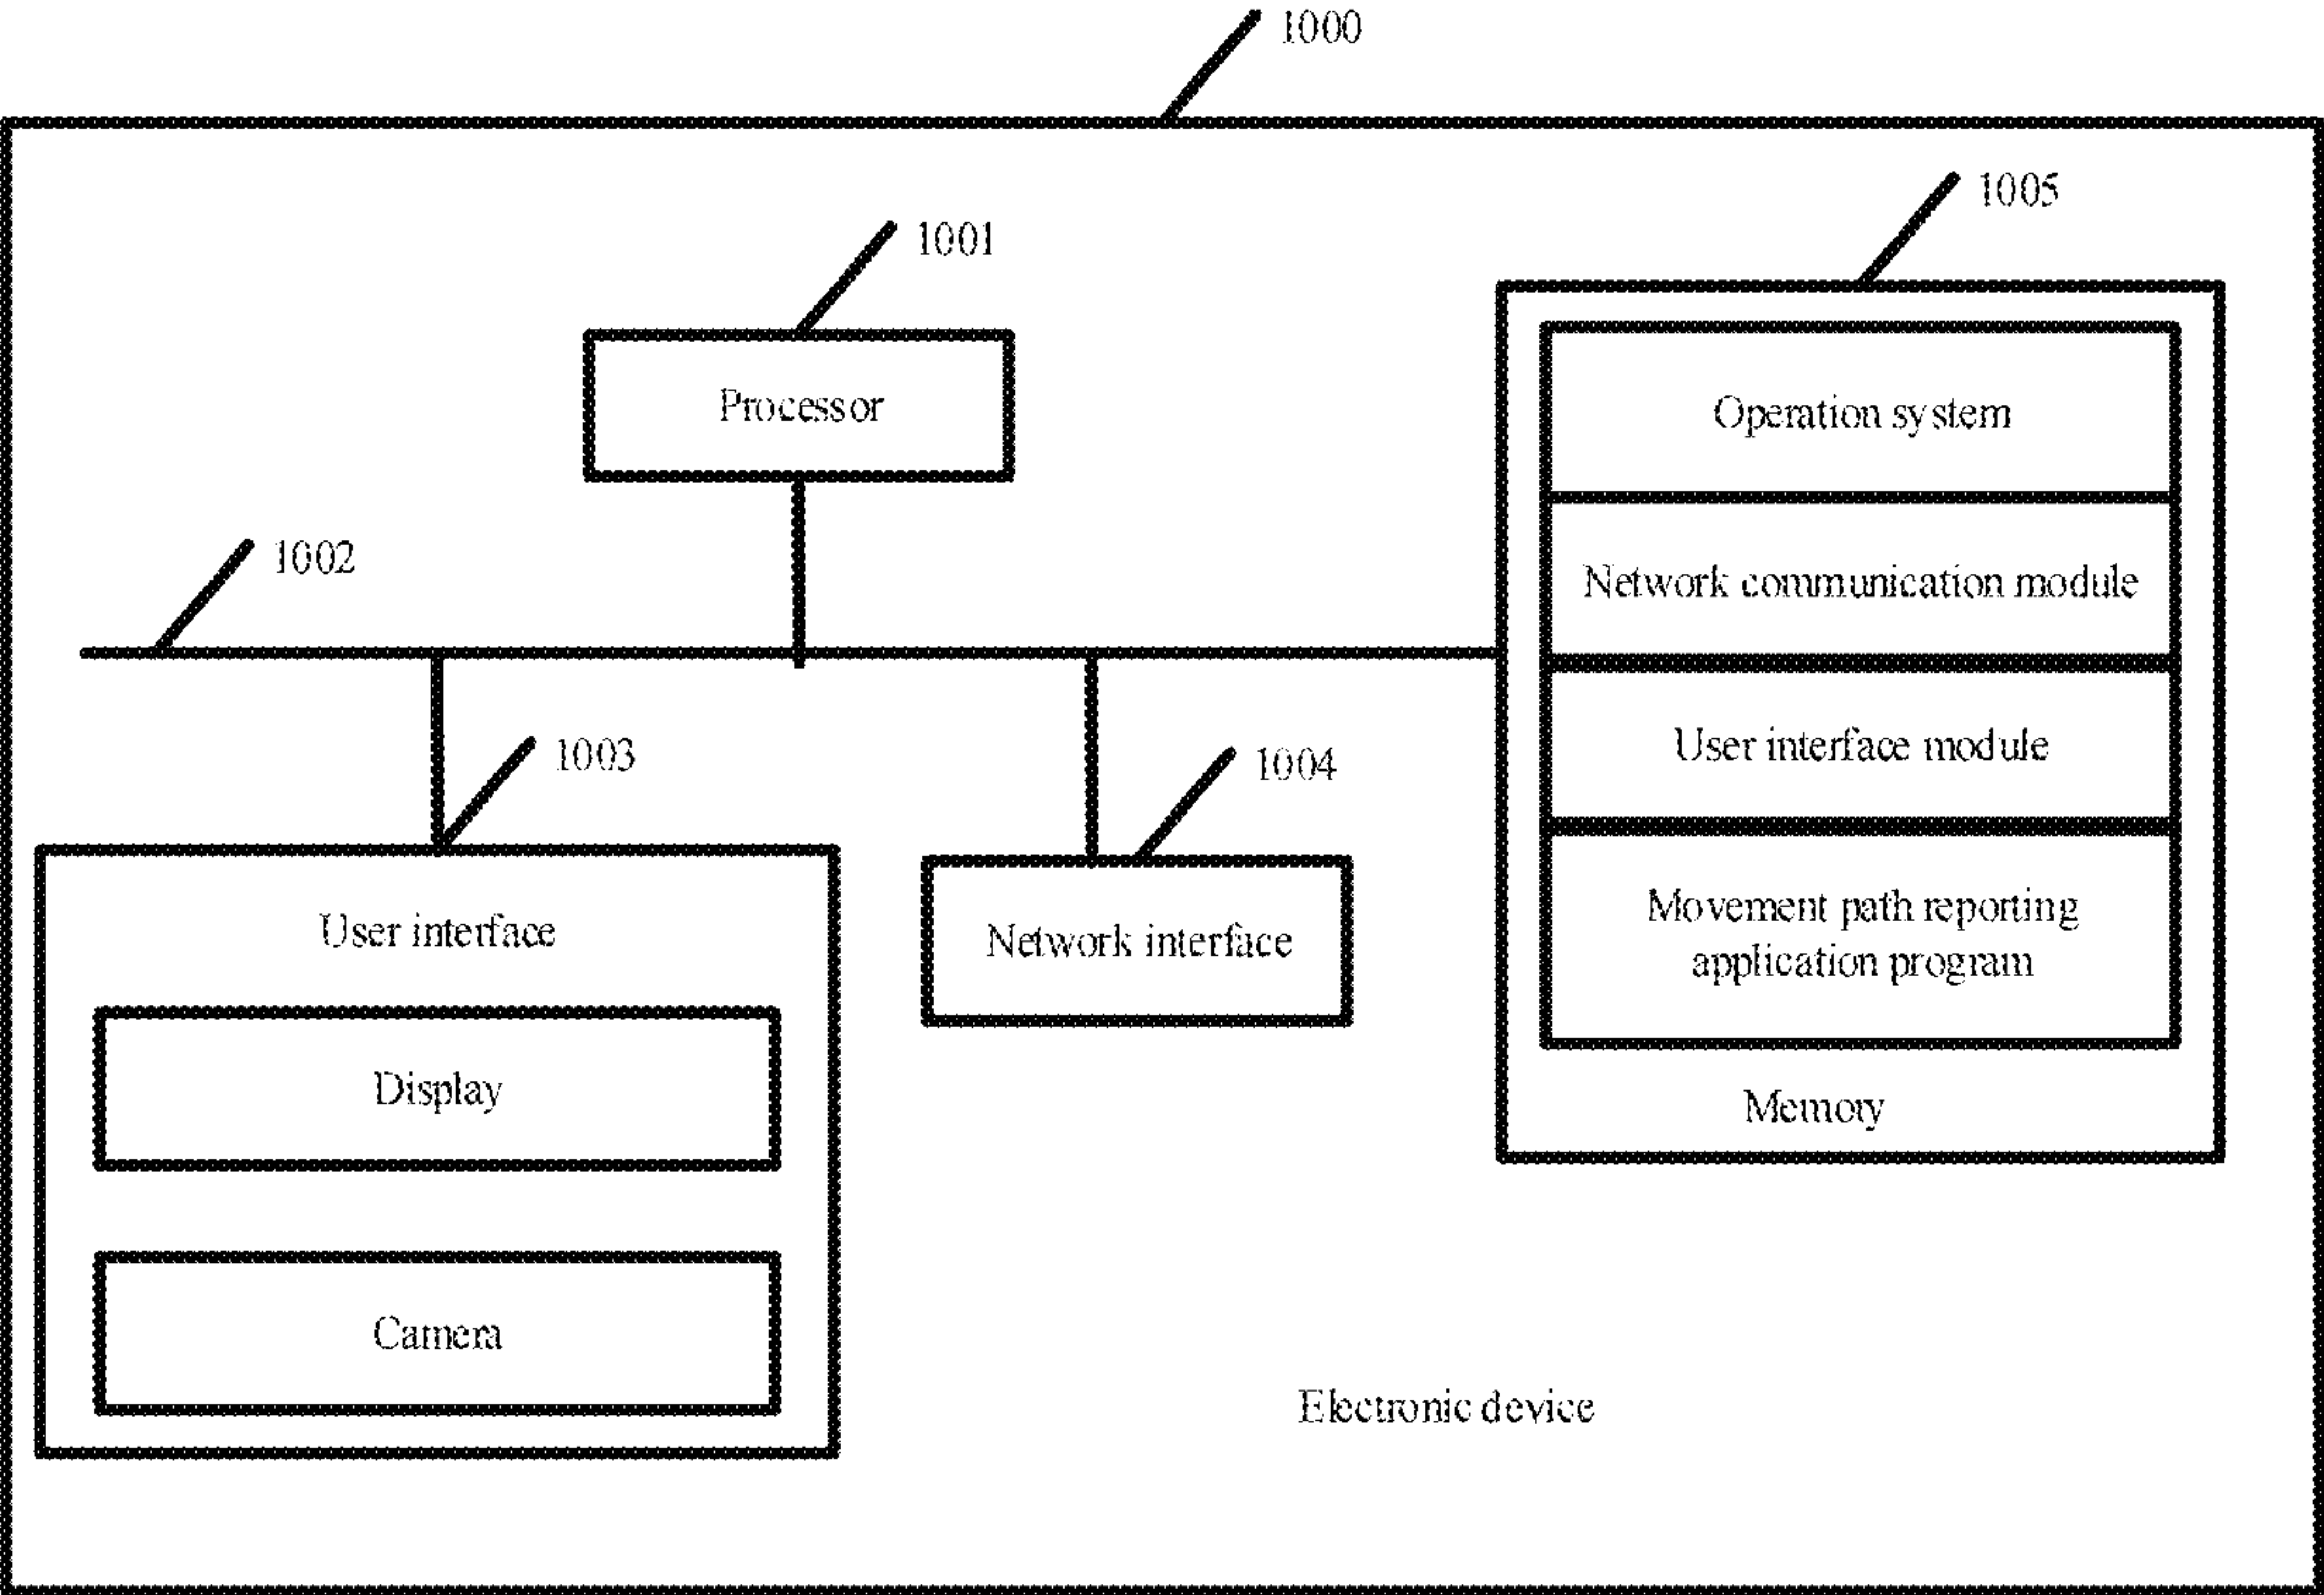 1000
1005
1001
Processor
Operation system
1002
Network communication module
1003
1004
User interface module
User interface
Network interface
Movement path reporting
application program
Display
Memory
Camera
Electronic device